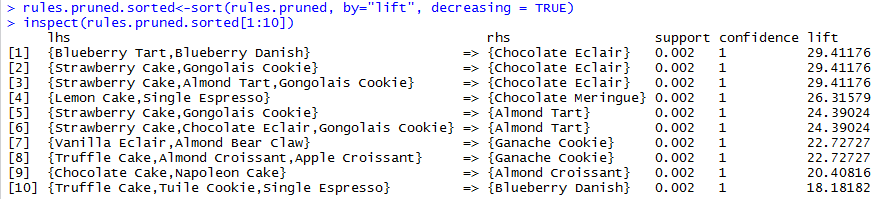 > rules.pruned.sorted<-sort(rules.pruned, by="lift", decreasing = TRUE)
> inspect(rules.pruned.sorted[1:10])
     lhs                                                  rhs                   support confidence lift
[1]  {Blueberry Tart,Blueberry Danish}                 => {Chocolate Eclair}   0.002   1          29.41176
[2]  {Strawberry Cake,Gongolais Cookie}                => {Chocolate Eclair}   0.002   1          29.41176
[3]  {Strawberry Cake,Almond Tart,Gongolais Cookie}    => {Chocolate Eclair}   0.002   1          29.41176
[4]  {Lemon Cake,Single Espresso}                      => {Chocolate Meringue} 0.002   1          26.31579
[5]  {Strawberry Cake,Gongolais Cookie}                => {Almond Tart}        0.002   1          24.39024
[6]  {Strawberry Cake,Chocolate Eclair,Gongolais Cookie} => {Almond Tart}        0.002   1          24.39024
[7]  {Vanilla Eclair,Almond Bear Claw}                 => {Ganache Cookie}     0.002   1          22.72727
[8]  {Truffle Cake,Almond Croissant,Apple Croissant}   => {Ganache Cookie}     0.002   1          22.72727
[9]  {Chocolate Cake,Napoleon Cake}                    => {Almond Croissant}   0.002   1          20.40816
[10] {Truffle Cake,Tuile Cookie,Single Espresso}       => {Blueberry Danish}   0.002   1          18.18182